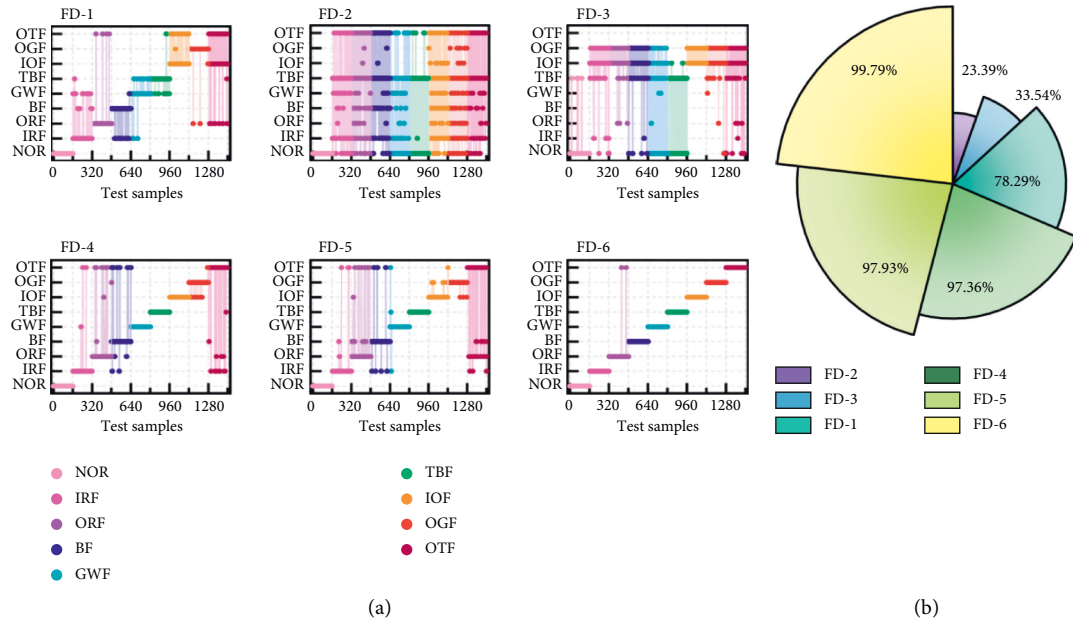 FD-1
OTF
OGF
IOF
TBF
GWF
BF
ORF
IRF
NOR
0 320 640 960 1280
Test samples
FD-2
OTF
OGF
IOF
TBF
GWF
BF
ORF
IRF
NOR
0 320 640 960 1280
Test samples
FD-3
OTF
OGF
IOF
TBF
GWF
BF
ORF
IRF
NOR
0 320 640 960 1280
Test samples
FD-4
OTF
OGF
IOF
TBF
GWF
BF
ORF
IRF
NOR
0 320 640 960 1280
Test samples
FD-5
OTF
OGF
IOF
TBF
GWF
BF
ORF
IRF
NOR
0 320 640 960 1280
Test samples
FD-6
OTF
OGF
IOF
TBF
GWF
BF
ORF
IRF
NOR
0 320 640 960 1280
Test samples
NOR
IRF
ORF
BF
GWF
TBF
IOF
OGF
OTF
(a)
99.79%
23.39%
33.54%
78.29%
97.93%
97.36%
FD-2
FD-3
FD-1
FD-4
FD-5
FD-6
(b)